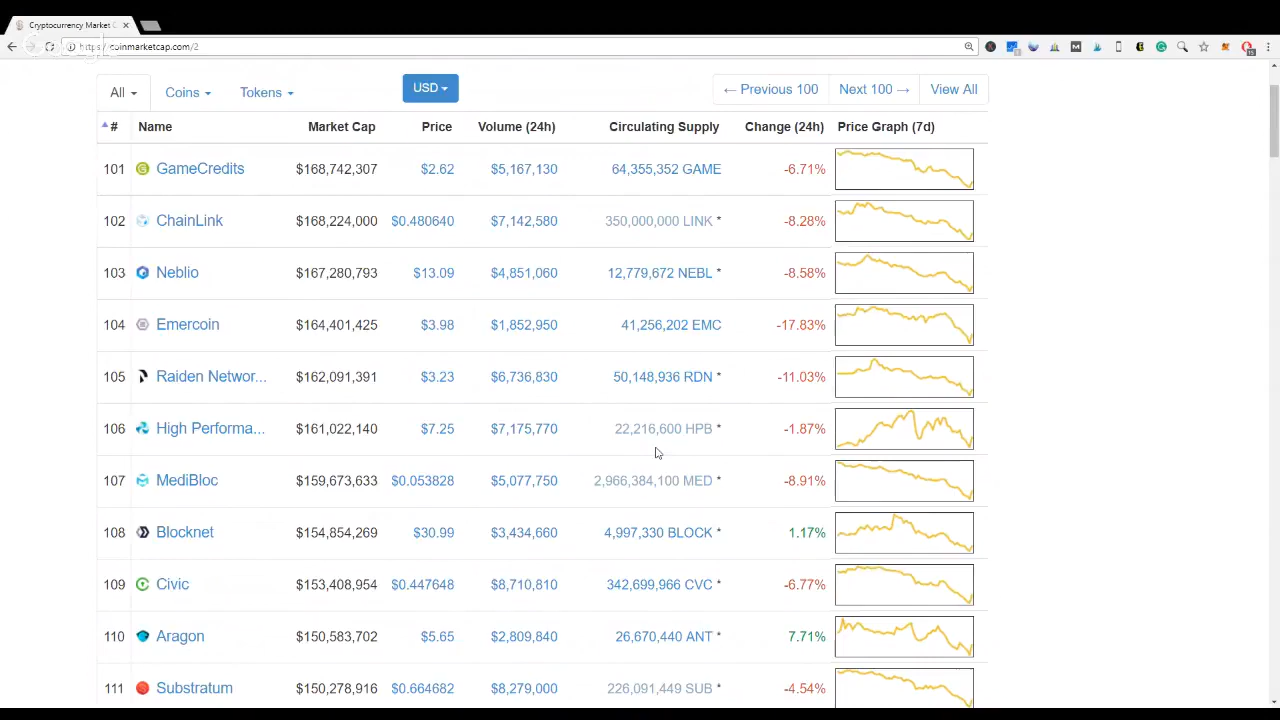 Cryptocurrency Market C
https://coinmarketcap.com/2
All Coins Tokens USD ← Previous 100 Next 100 → View All
# Name Market Cap Price Volume (24h) Circulating Supply Change (24h) Price Graph (7d)
101 GameCredits $168,742,307 $2.62 $5,167,130 64,355,352 GAME -6.71%
102 ChainLink $168,224,000 $0.480640 $7,142,580 350,000,000 LINK * -8.28%
103 Neblio $167,280,793 $13.09 $4,851,060 12,779,672 NEBL * -8.58%
104 Emercoin $164,401,425 $3.98 $1,852,950 41,256,202 EMC -17.83%
105 Raiden Networ... $162,091,391 $3.23 $6,736,830 50,148,936 RDN * -11.03%
106 High Performa... $161,022,140 $7.25 $7,175,770 22,216,600 HPB * -1.87%
107 MediBloc $159,673,633 $0.053828 $5,077,750 2,966,384,100 MED * -8.91%
108 Blocknet $154,854,269 $30.99 $3,434,660 4,997,330 BLOCK * 1.17%
109 Civic $153,408,954 $0.447648 $8,710,810 342,699,966 CVC * -6.77%
110 Aragon $150,583,702 $5.65 $2,809,840 26,670,440 ANT * 7.71%
111 Substratum $150,278,916 $0.664682 $8,279,000 226,091,449 SUB * -4.54%